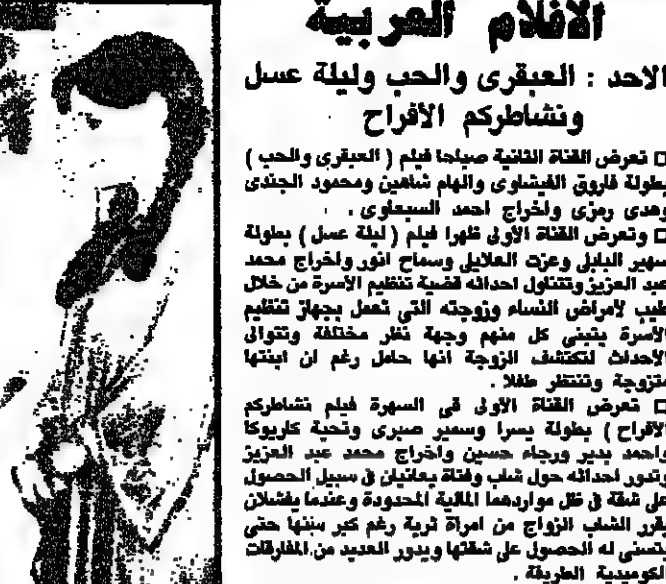 الافلام العربية
الاحد : العبقرى والحب وليلة عسل
ونشاطركم الأفراح
□ تعرض القناة الثانية صباحا فيلم ( العبقرى والحب )
بطولة فاروق الفيشاوى والهام شاهين ومحمود الجندى
وهدى رمزى واخراج احمد السبعاوى .
□ وتعرض القناة الأولى ظهرا فيلم ( ليلة عسل ) بطولة
سهير البابلى وعزت العلايلى وسماح انور واخراج محمد
عبد العزيز وتتناول احداثه قضية تنظيم الأسرة من خلال
طبيب لأمراض النساء وزوجته التى تعمل بجهاز تنظيم
الأسرة يتبنى كل منهم وجهة نظر مختلفة وتتوالى
الأحداث لتكتشف الزوجة انها حامل رغم ان ابنتها
متزوجة وتنتظر طفلا .
□ تعرض القناة الأولى فى السهرة فيلم نشاطركم
الأفراح ) بطولة يسرا وسمير صبرى وتحية كاريوكا
واحمد بدير ورجاء حسين واخراج محمد عبد العزيز
وتدور احداثه حول شاب وفتاة يعانيان فى سبيل الحصول
على شقة فى ظل مواردهما المالية المحدودة وعندما يفشلان
يقرر الشاب الزواج من امرأة ثرية رغم كبر سنها حتى
يتسنى له الحصول على شقتها ويدور العديد من المفارقات
الكوميدية الطريفة .